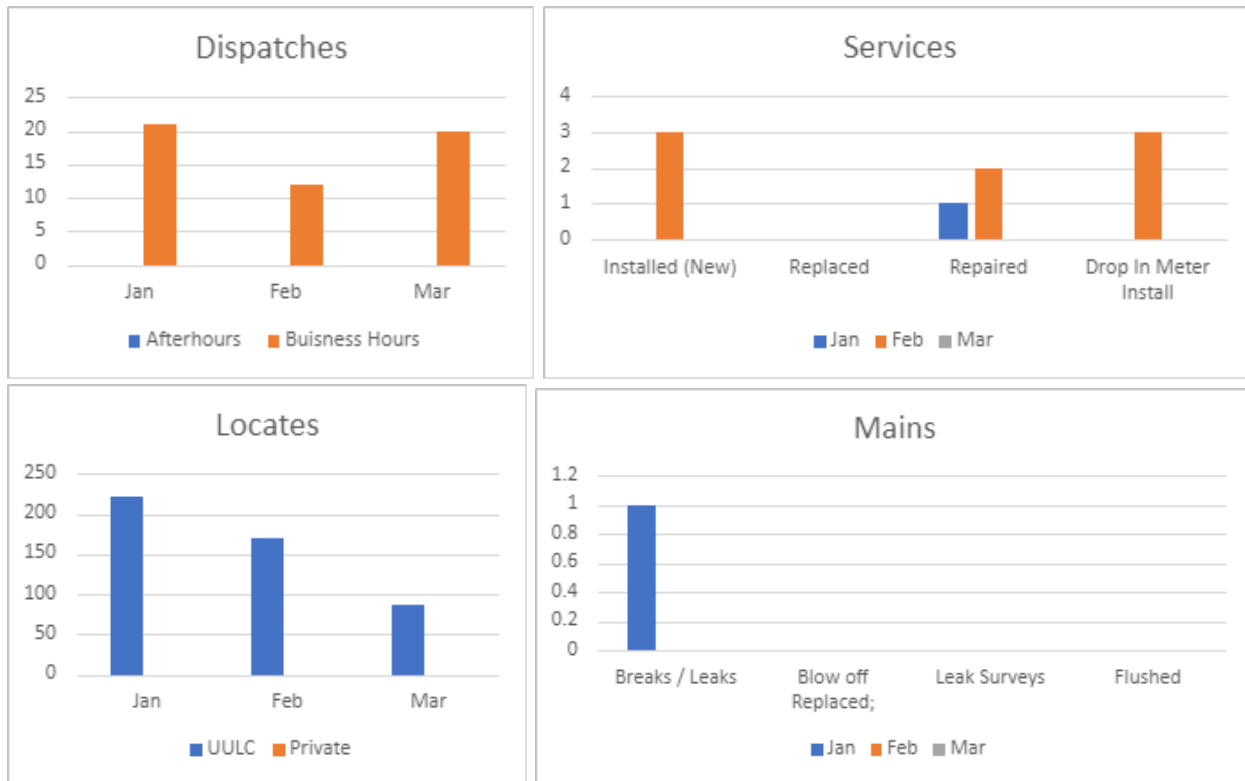 Dispatches
25
20
15
10
5
0
Jan Feb Mar
Afterhours Buisness Hours
Services
4
3
2
1
0
Installed (New) Replaced Repaired Drop In Meter
Install
Jan Feb Mar
Locates
250
200
150
100
50
0
Jan Feb Mar
UULC Private
Mains
1.2
1
0.8
0.6
0.4
0.2
0
Breaks / Leaks Blow off Leak Surveys Flushed
Replaced;
Jan Feb Mar